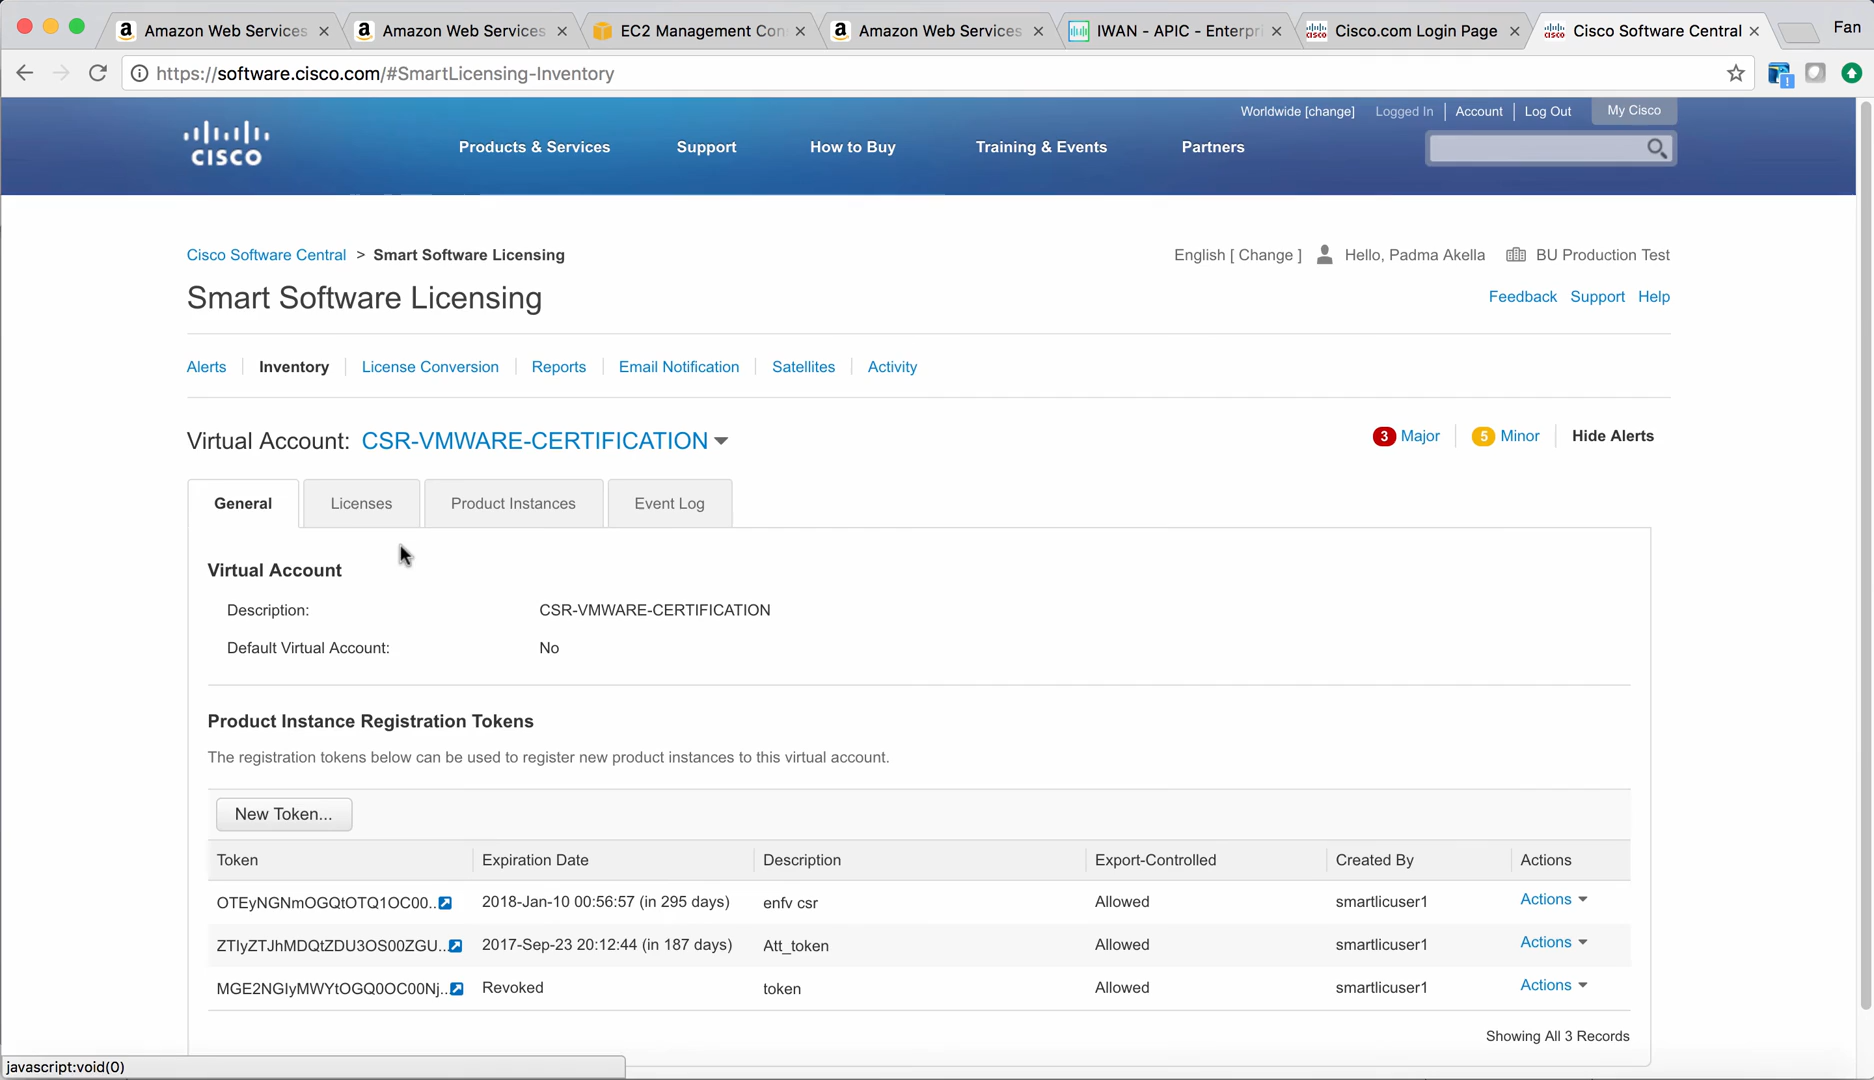 Amazon Web Services
Amazon Web Services
EC2 Management Con
Amazon Web Services
IWAN - APIC - Enterpri
Cisco.com Login Page
Cisco Software Central
Fan
https://software.cisco.com/#SmartLicensing-Inventory
Worldwide [change]
Logged In
Account
Log Out
My Cisco
CISCO
Products & Services
Support
How to Buy
Training & Events
Partners
Cisco Software Central > Smart Software Licensing
English [ Change ]
Hello, Padma Akella
BU Production Test
Smart Software Licensing
Feedback Support Help
Alerts
Inventory
License Conversion
Reports
Email Notification
Satellites
Activity
Virtual Account: CSR-VMWARE-CERTIFICATION
3 Major
5 Minor
Hide Alerts
General
Licenses
Product Instances
Event Log
Virtual Account
Description: CSR-VMWARE-CERTIFICATION
Default Virtual Account: No
Product Instance Registration Tokens
The registration tokens below can be used to register new product instances to this virtual account.
New Token...
Token Expiration Date Description Export-Controlled Created By Actions
OTEyNGNmOGQtOTQ1OC00.. 2018-Jan-10 00:56:57 (in 295 days) enfv csr Allowed smartlicuser1 Actions
ZTIyZTJhMDQtZDU3OS00ZGU.. 2017-Sep-23 20:12:44 (in 187 days) Att_token Allowed smartlicuser1 Actions
MGE2NGIyMWYtOGQ0OC00Nj.. Revoked token Allowed smartlicuser1 Actions
Showing All 3 Records
javascript:void(0)